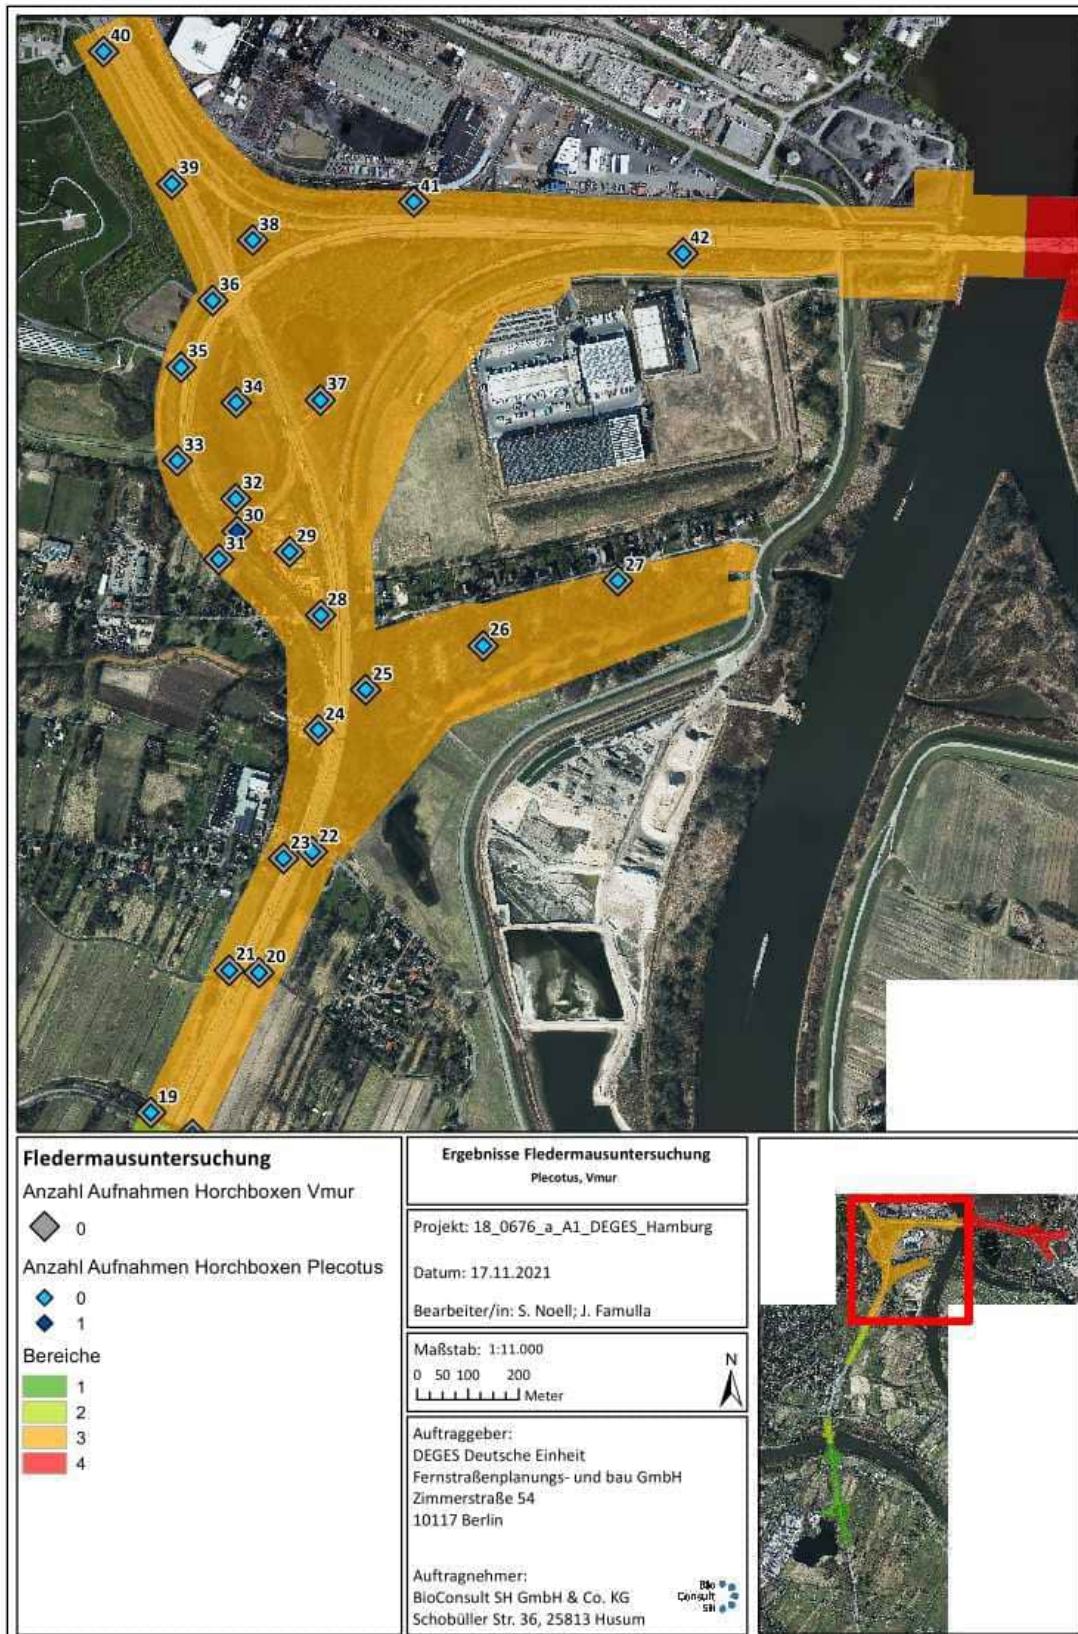 40
39
41
38
42
36
35
34
37
33
32
30
29
31
27
28
26
25
24
23
22
21
20
19
Fledermausuntersuchung
Anzahl Aufnahmen Horchboxen Vmur
0
Anzahl Aufnahmen Horchboxen Plecotus
0
1
Bereiche
1
2
3
4
Ergebnisse Fledermausuntersuchung
Plecotus, Vmur
Projekt: 18_0676_a_A1_DEGES_Hamburg
Datum: 17.11.2021
Bearbeiter/in: S. Noell; J. Famulla
Maßstab: 1:11.000
0 50 100 200
Meter
N
Auftraggeber:
DEGES Deutsche Einheit
Fernstraßenplanungs- und bau GmbH
Zimmerstraße 54
10117 Berlin
Auftragnehmer:
BioConsult SH GmbH & Co. KG
Schobüller Str. 36, 25813 Husum
Bio
Consult
SH